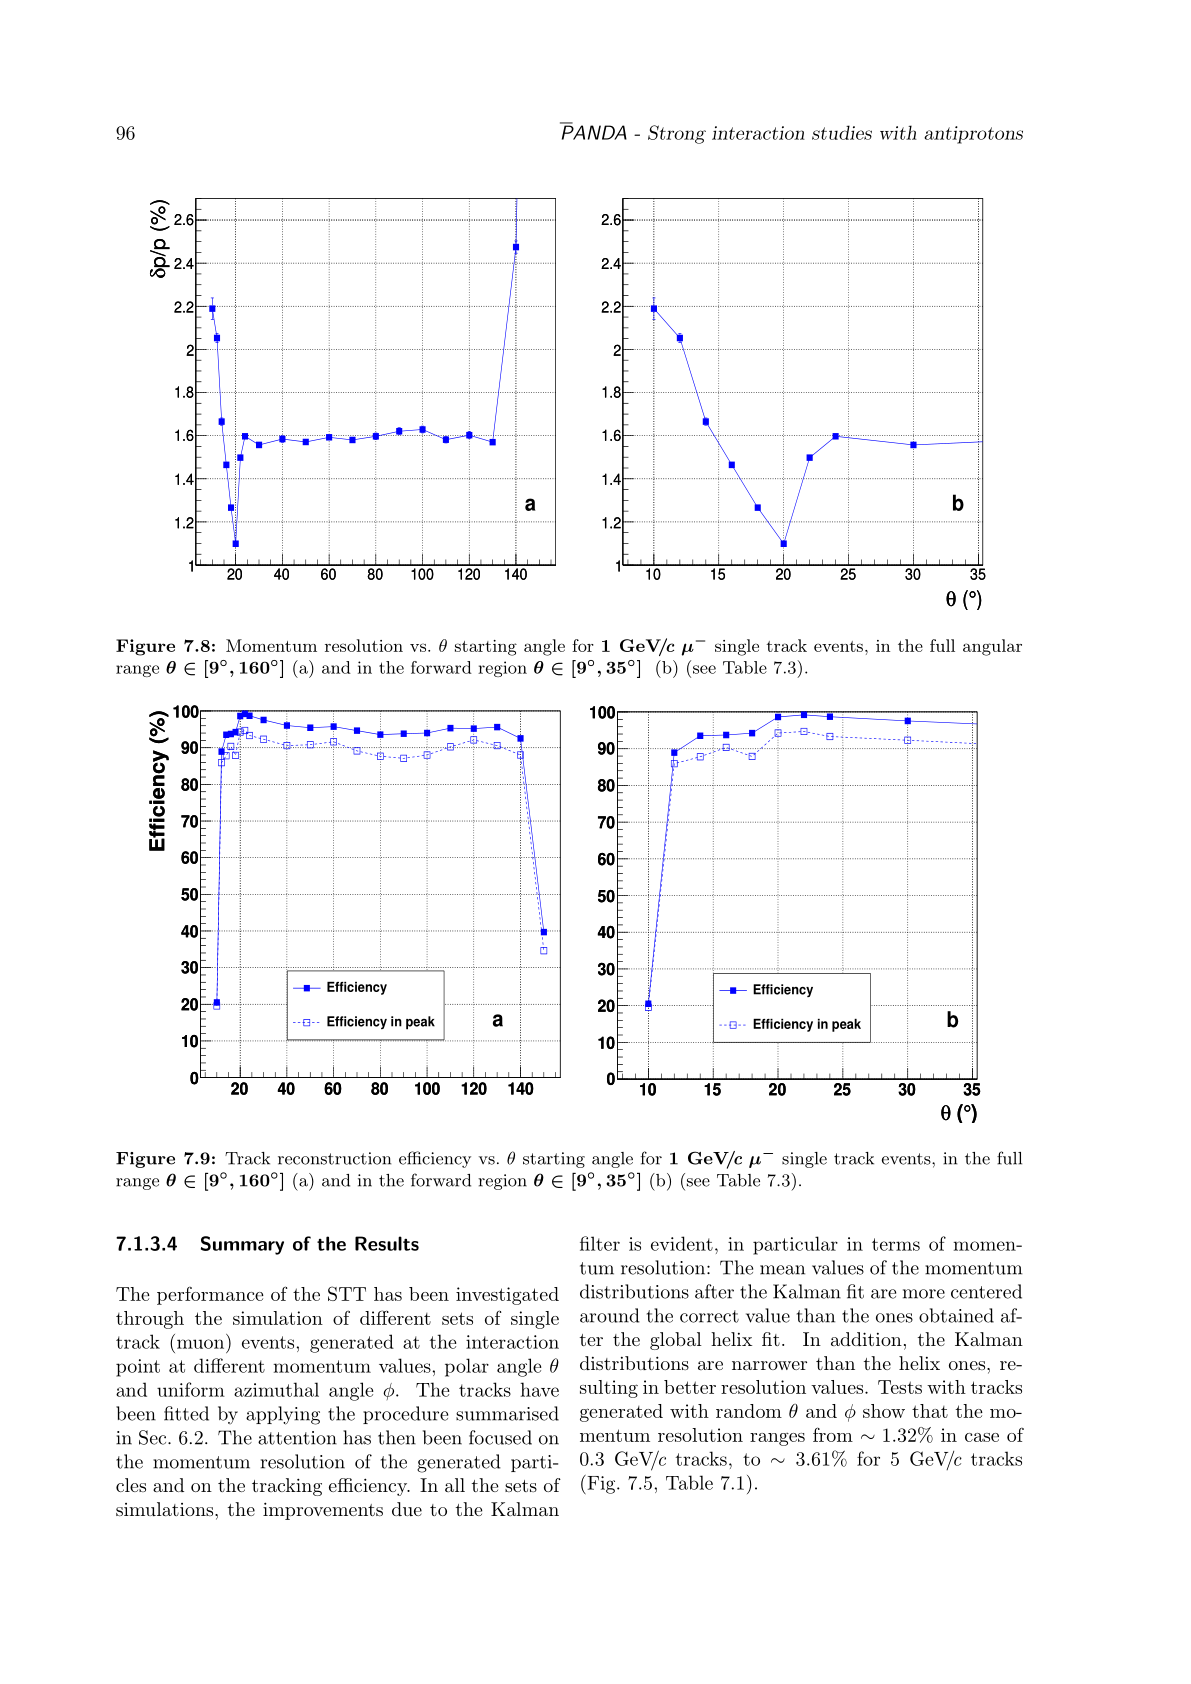 96
P̅ANDA - Strong interaction studies with antiprotons
δp/p (%)
2.6
2.4
2.2
2
1.8
1.6
1.4
1.2
1
20 40 60 80 100 120 140
a
2.6
2.4
2.2
2
1.8
1.6
1.4
1.2
1
10 15 20 25 30 35
b
θ (°)
Figure 7.8: Momentum resolution vs. θ starting angle for 1 GeV/c μ⁻ single track events, in the full angular
range θ ∈ [9°, 160°] (a) and in the forward region θ ∈ [9°, 35°] (b) (see Table 7.3).
Efficiency (%)
100
90
80
70
60
50
40
30
20
10
0
20 40 60 80 100 120 140
Efficiency
Efficiency in peak
a
100
90
80
70
60
50
40
30
20
10
0
10 15 20 25 30 35
Efficiency
Efficiency in peak
b
θ (°)
Figure 7.9: Track reconstruction efficiency vs. θ starting angle for 1 GeV/c μ⁻ single track events, in the full
range θ ∈ [9°, 160°] (a) and in the forward region θ ∈ [9°, 35°] (b) (see Table 7.3).
7.1.3.4 Summary of the Results
The performance of the STT has been investigated
through the simulation of different sets of single
track (muon) events, generated at the interaction
point at different momentum values, polar angle θ
and uniform azimuthal angle ϕ. The tracks have
been fitted by applying the procedure summarised
in Sec. 6.2. The attention has then been focused on
the momentum resolution of the generated parti-
cles and on the tracking efficiency. In all the sets of
simulations, the improvements due to the Kalman
filter is evident, in particular in terms of momen-
tum resolution: The mean values of the momentum
distributions after the Kalman fit are more centered
around the correct value than the ones obtained af-
ter the global helix fit. In addition, the Kalman
distributions are narrower than the helix ones, re-
sulting in better resolution values. Tests with tracks
generated with random θ and ϕ show that the mo-
mentum resolution ranges from ∼ 1.32% in case of
0.3 GeV/c tracks, to ∼ 3.61% for 5 GeV/c tracks
(Fig. 7.5, Table 7.1).